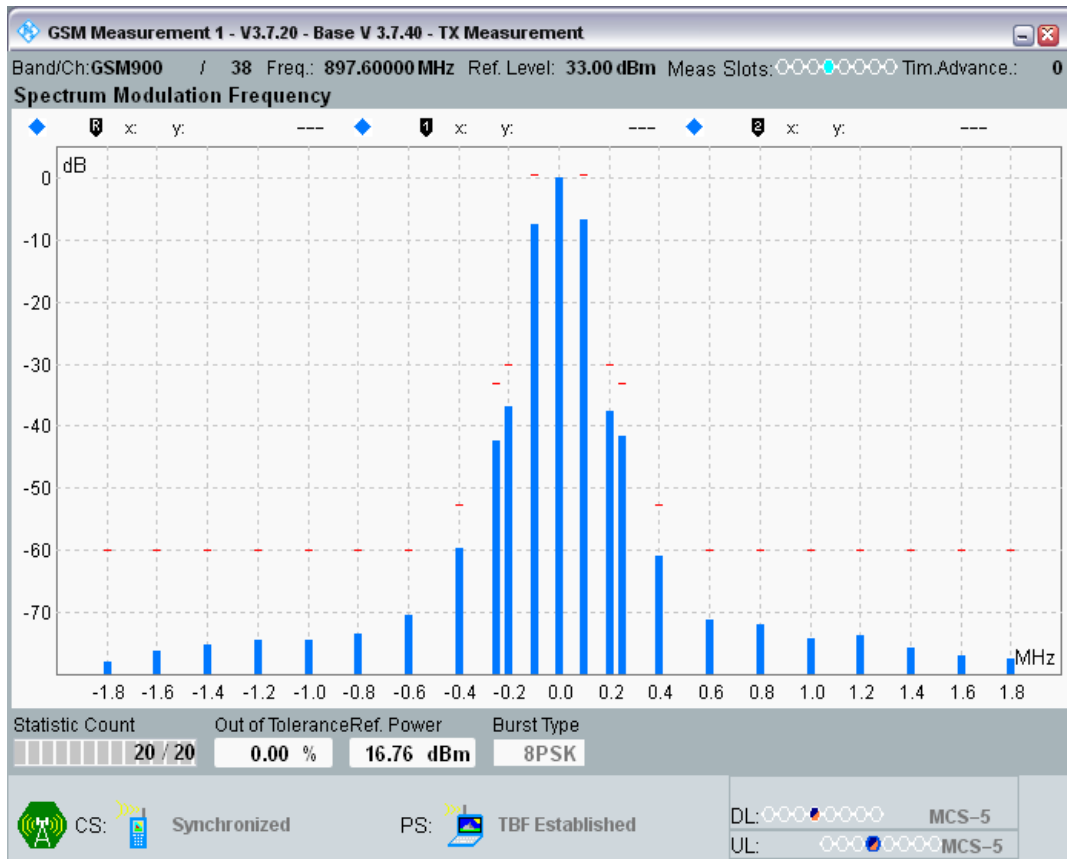 GSM Measurement 1 - V3.7.20 - Base V 3.7.40 - TX Measurement
Band/Ch:GSM900 / 38 Freq.: 897.60000 MHz Ref. Level: 33.00 dBm Meas Slots: Tim.Advance.: 0
Spectrum Modulation Frequency
R x: y: --- 1 x: y: --- 2 x: y: ---
dB
0
-10
-20
-30
-40
-50
-60
-70
MHz
-1.8 -1.6 -1.4 -1.2 -1.0 -0.8 -0.6 -0.4 -0.2 0.0 0.2 0.4 0.6 0.8 1.0 1.2 1.4 1.6 1.8
Statistic Count Out of Tolerance Ref. Power Burst Type
20 / 20 0.00 % 16.76 dBm 8PSK
CS: Synchronized PS: TBF Established DL: MCS-5
UL: MCS-5